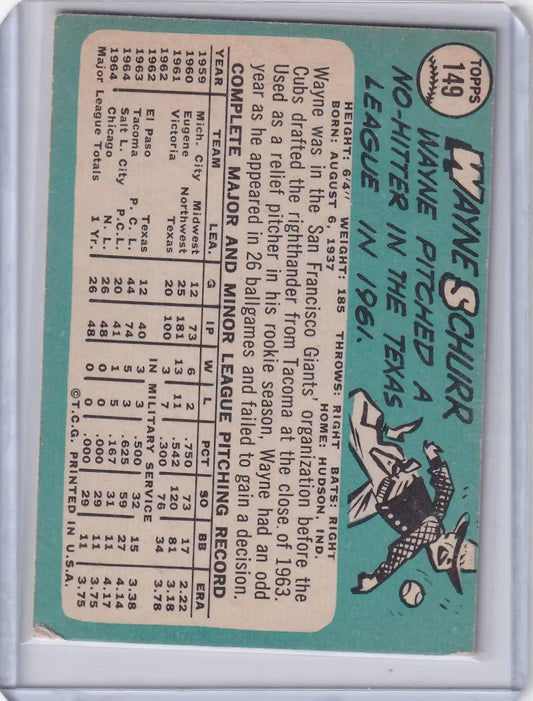 TOPPS
149
WAYNE SCHURR
WAYNE PITCHED A
NO-HITTER IN THE TEXAS
LEAGUE IN 1961.
HEIGHT: 6'4" WEIGHT: 185 THROWS: RIGHT BATS: RIGHT
BORN: AUGUST 6, 1937 HOME: HUDSON, IND.
Wayne was in the San Francisco Giants' organization before the
Cubs drafted the righthander from Tacoma at the close of 1963.
Used as a relief pitcher in his rookie season, Wayne had an odd
year as he appeared in 26 ballgames and failed to gain a decision.
COMPLETE MAJOR AND MINOR LEAGUE PITCHING RECORD
YEAR TEAM LEA. G IP W L PCT SO BB ERA
1959 Mich. City Midwest 12 73 6 2 .750 73 17 2.22
1960 Eugene Northwest 25 181 13 11 .542 120 81 3.18
1961 Victoria Texas 20 100 3 7 .300 76 34 3.78
1962 IN MILITARY SERVICE
1962 El Paso Texas 12 40 3 3 .500 32 15 3.38
1963 Tacoma P.C.L. 44 74 5 3 .625 59 27 4.14
1964 Salt L. City P.C.L. 20 41 1 5 .167 31 11 4.17
1964 Chicago N.L. 26 48 0 0 .000 29 11 3.75
Major League Totals 1 Yr. 26 48 0 0 .000 29 11 3.75
©T.C.G. PRINTED IN U.S.A.